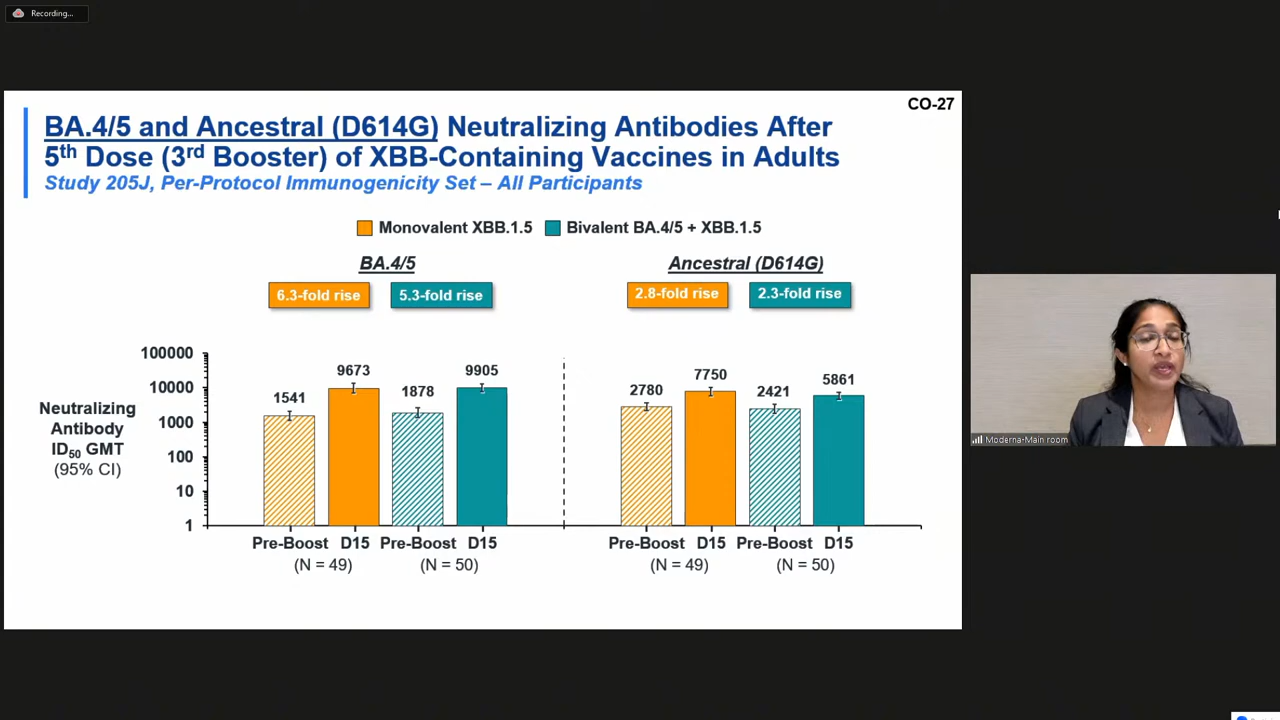 Recording...
CO-27
BA.4/5 and Ancestral (D614G) Neutralizing Antibodies After
5th Dose (3rd Booster) of XBB-Containing Vaccines in Adults
Study 205J, Per-Protocol Immunogenicity Set – All Participants
Monovalent XBB.1.5 Bivalent BA.4/5 + XBB.1.5
BA.4/5 Ancestral (D614G)
6.3-fold rise 5.3-fold rise 2.8-fold rise 2.3-fold rise
Neutralizing
Antibody
ID50 GMT
(95% CI)
100000
10000
1000
100
10
1
1541 9673 1878 9905 2780 7750 2421 5861
Pre-Boost D15 Pre-Boost D15 Pre-Boost D15 Pre-Boost D15
(N = 49) (N = 50) (N = 49) (N = 50)
Moderna-Main room